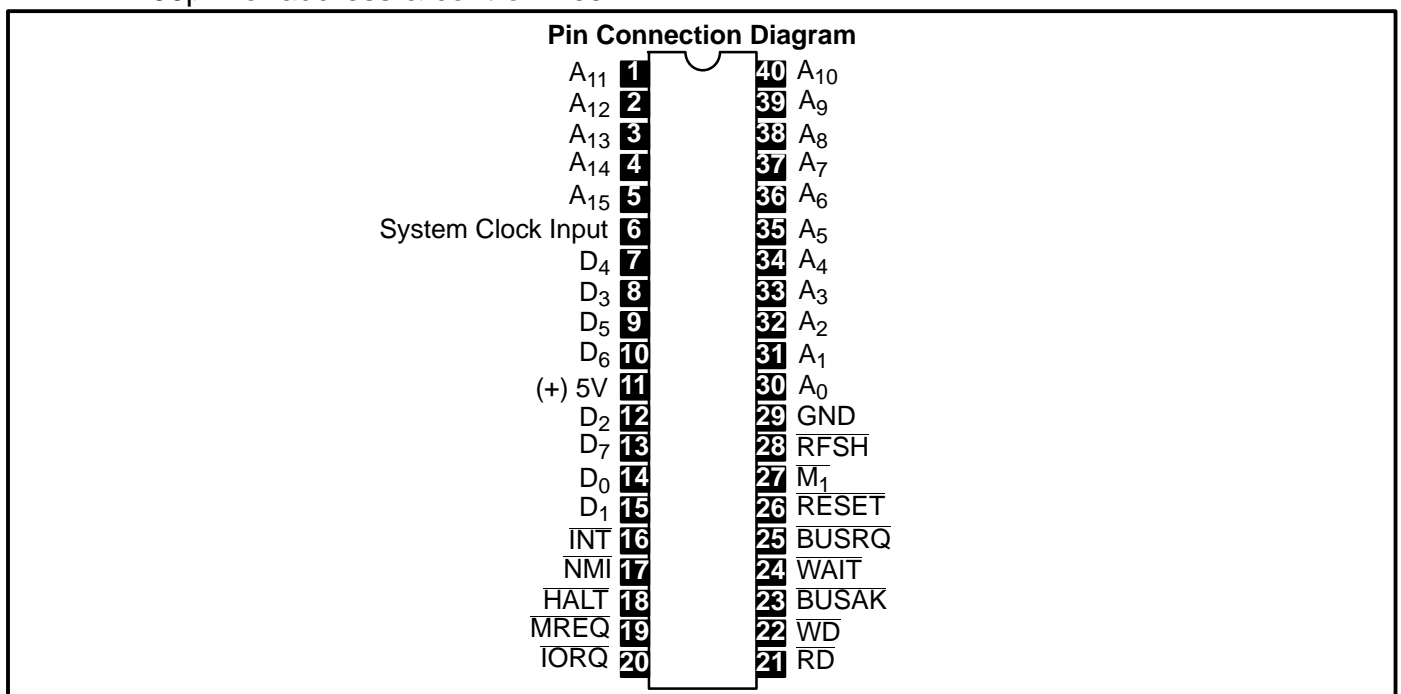 Pin Connection Diagram
A11 1 40 A10
A12 2 39 A9
A13 3 38 A8
A14 4 37 A7
A15 5 36 A6
System Clock Input 6 35 A5
D4 7 34 A4
D3 8 33 A3
D5 9 32 A2
D6 10 31 A1
(+) 5V 11 30 A0
D2 12 29 GND
D7 13 28 RFSH
D0 14 27 M1
D1 15 26 RESET
INT 16 25 BUSRQ
NMI 17 24 WAIT
HALT 18 23 BUSAK
MREQ 19 22 WD
IORQ 20 21 RD